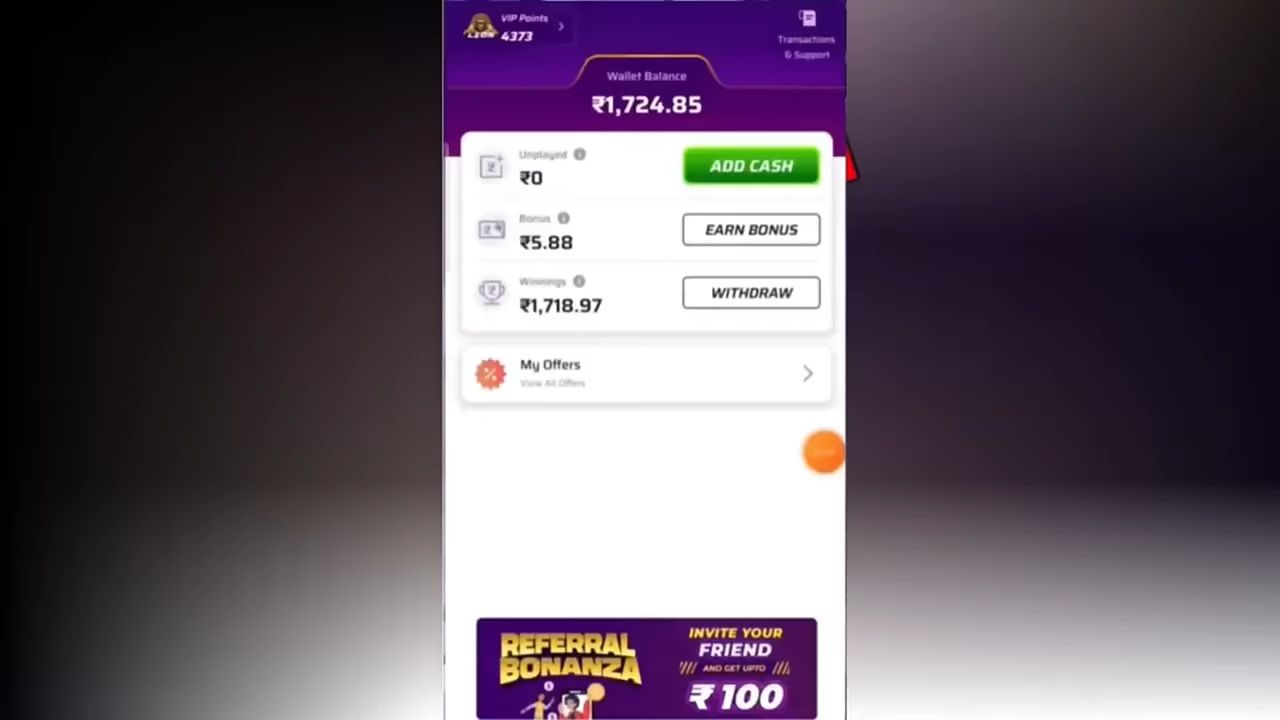 VIP Points
LEON 4373
Transactions
& Support
Wallet Balance
₹1,724.85
Unplayed
₹0
ADD CASH
Bonus
₹5.88
EARN BONUS
Winnings
₹1,718.97
WITHDRAW
My Offers
View All Offers
REFERRAL
BONANZA
INVITE YOUR
FRIEND
AND GET UPTO
₹100